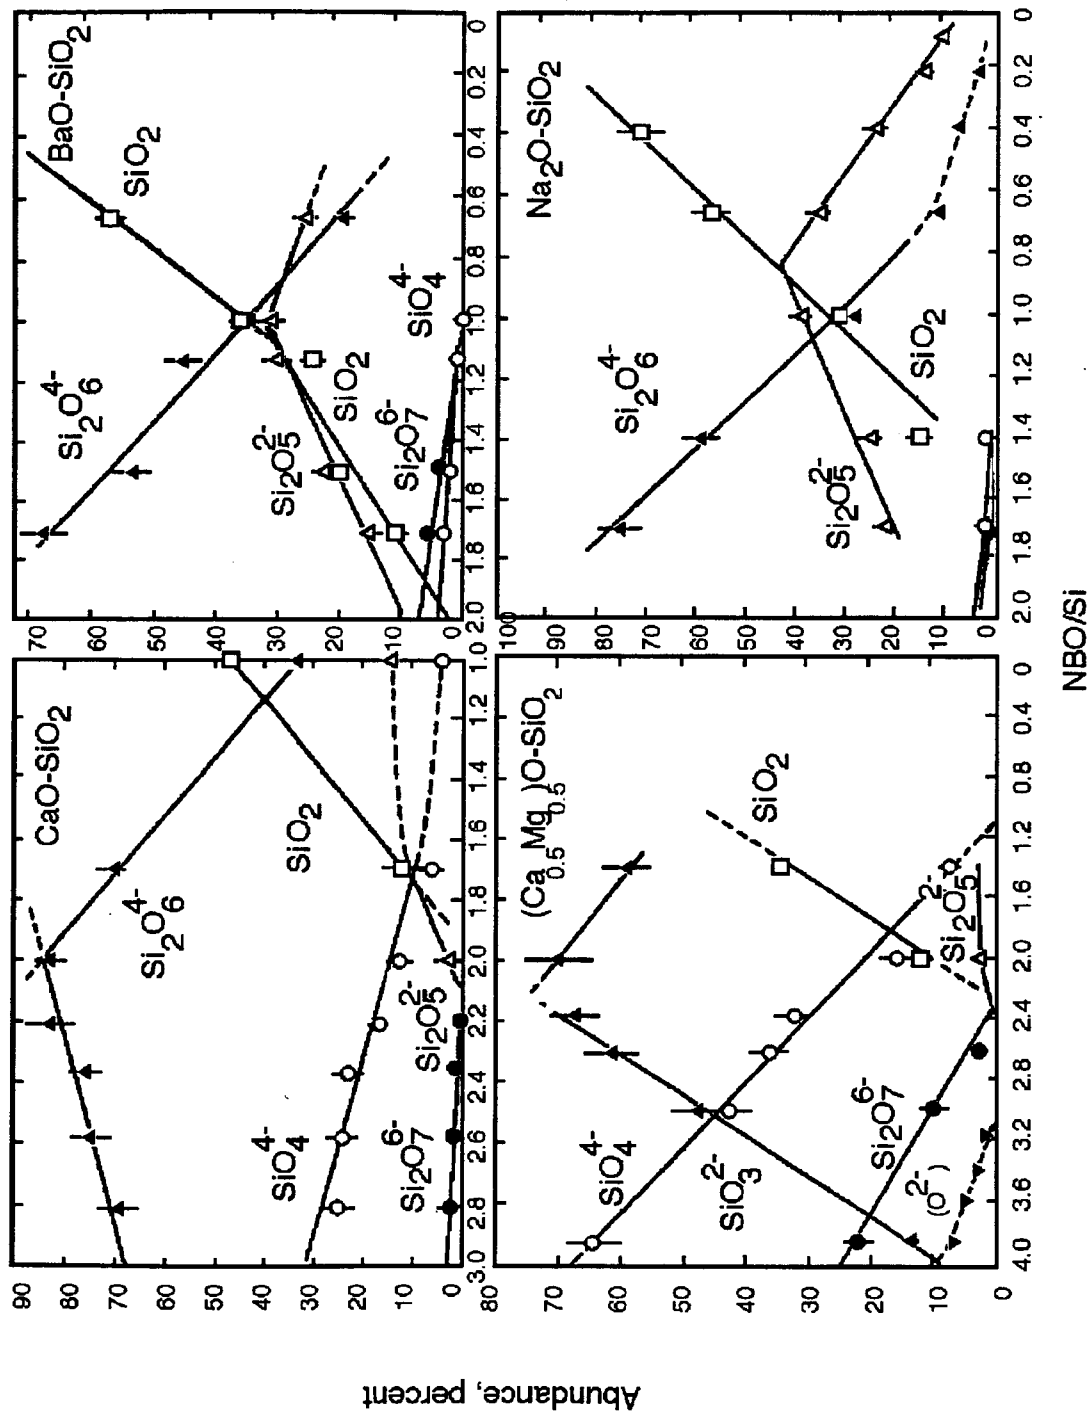 CaO-SiO2
90
80
70
60
50
40
30
20
10
0
Si2O6 4-
SiO2
SiO4 4-
Si2O7 6-
Si2O5 2-
3.0 2.8 2.6 2.4 2.2 2.0 1.8 1.6 1.4 1.2 1.0
BaO-SiO2
70
60
50
40
30
20
10
0
SiO2
Si2O6 4-
Si2O5 2-
SiO2
Si2O7 6-
SiO4 4-
2.0 1.8 1.6 1.4 1.2 1.0 0.8 0.6 0.4 0.2 0
(Ca0.5Mg0.5)O-SiO2
80
70
60
50
40
30
20
10
0
SiO4 4-
SiO3 2-
SiO2
Si2O7 6-
Si2O5 2-
(O2-)
4.0 3.6 3.2 2.8 2.4 2.0 1.6 1.2 0.8 0.4 0
Na2O-SiO2
100
90
80
70
60
50
40
30
20
10
0
Si2O6 4-
Si2O5 2-
SiO2
2.0 1.8 1.6 1.4 1.2 1.0 0.8 0.6 0.4 0.2 0
Abundance, percent
NBO/Si